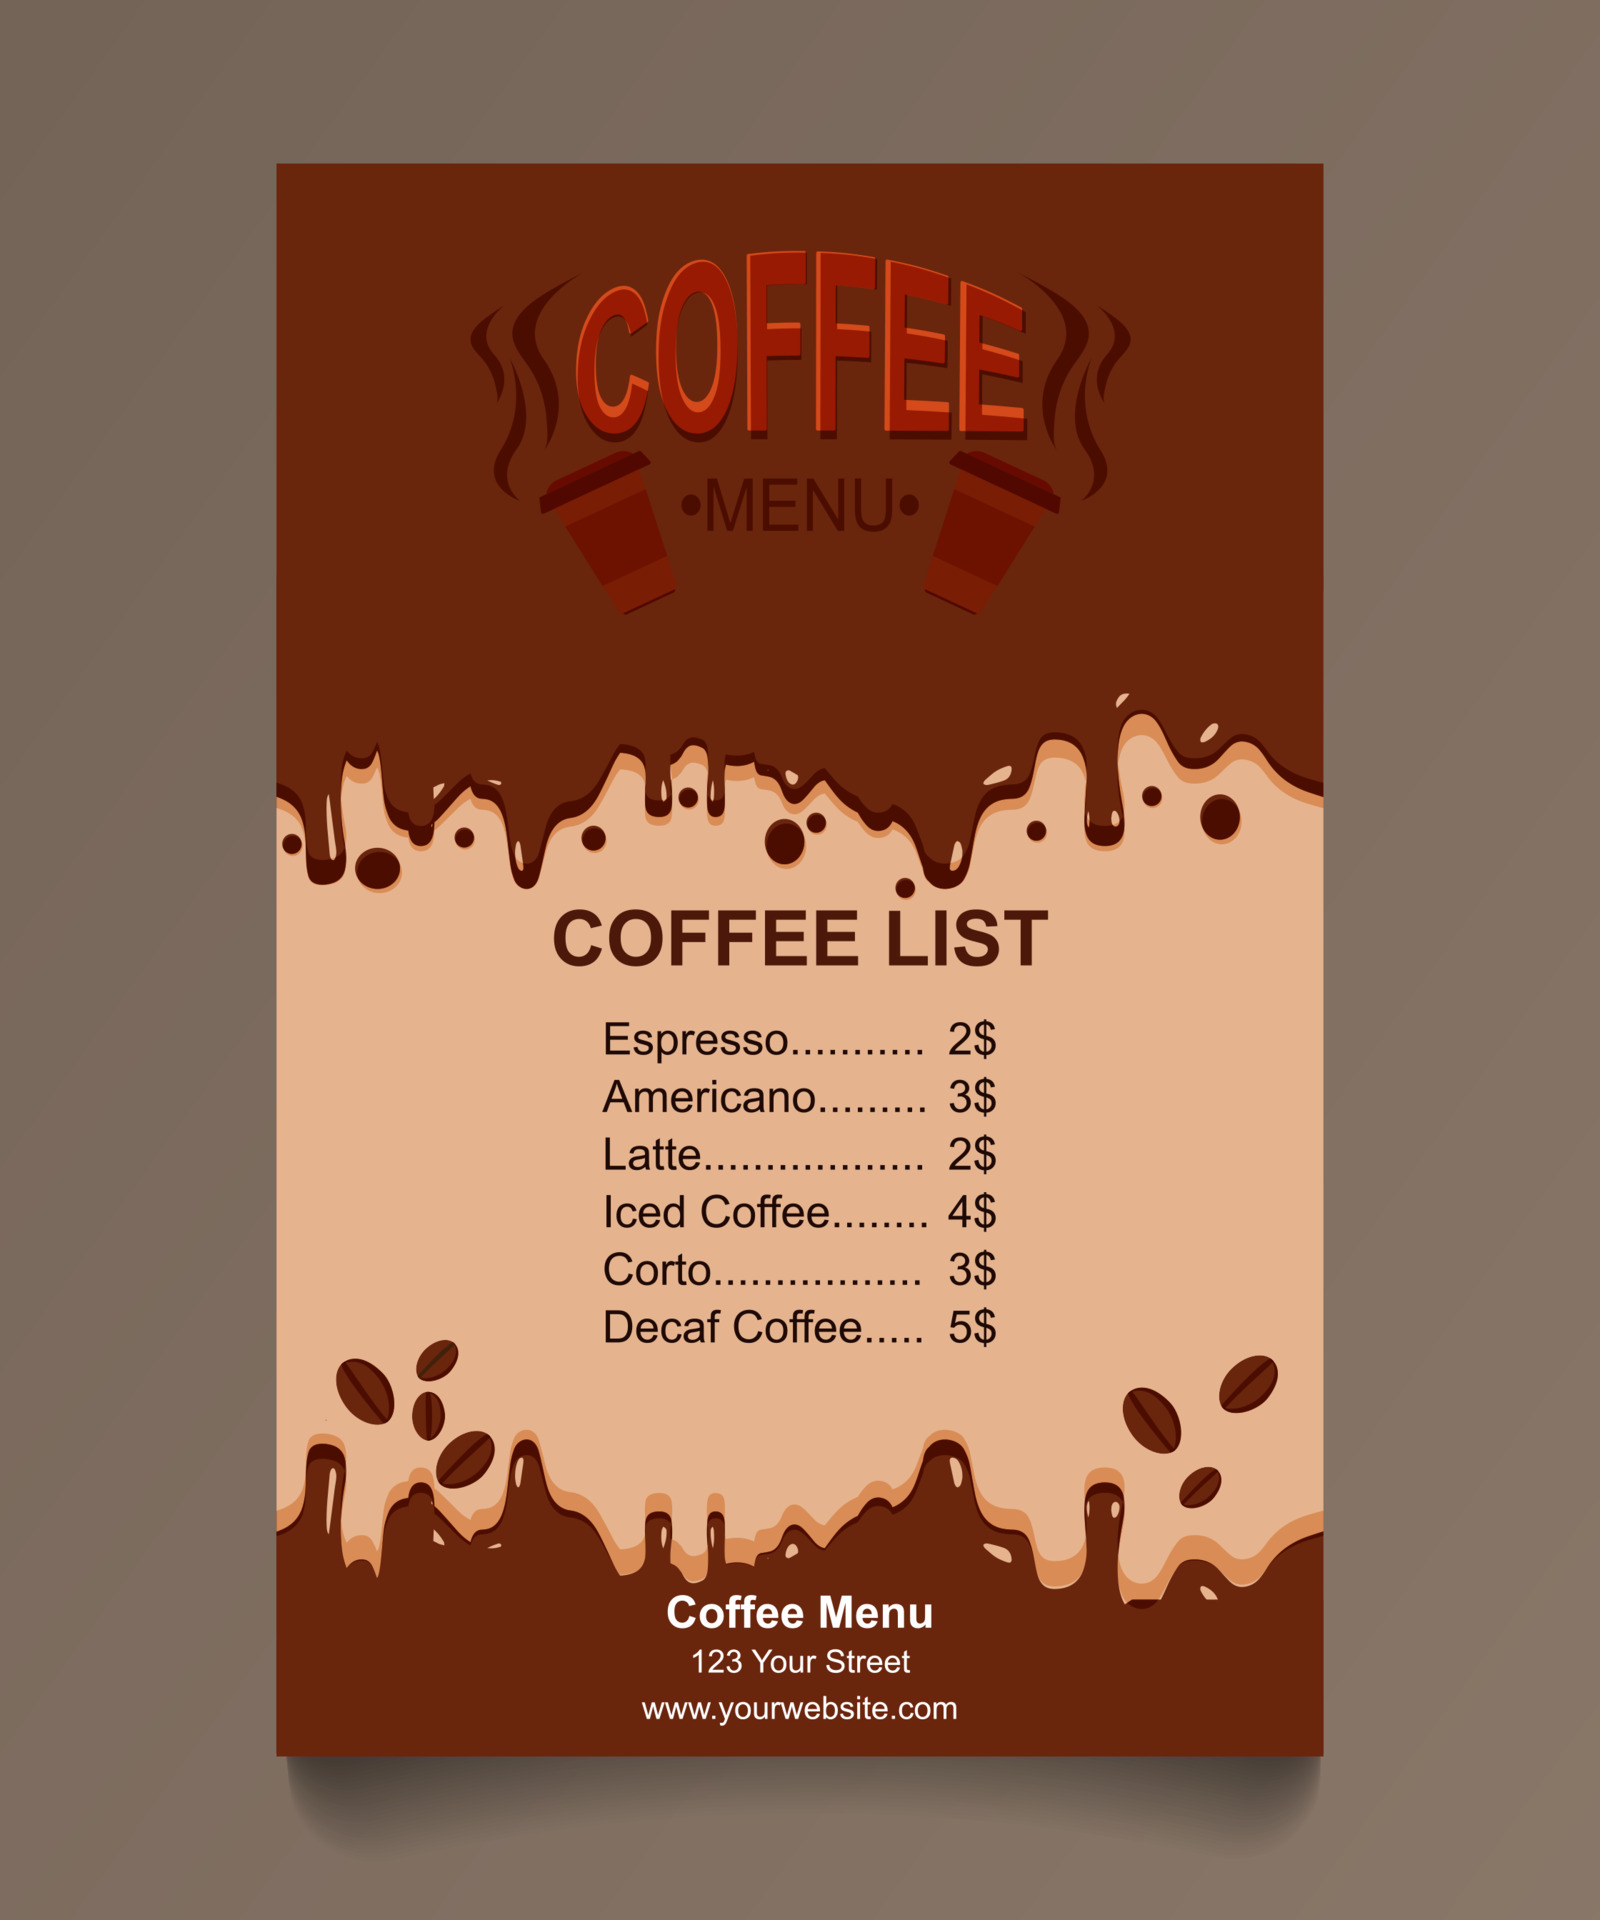 COFFEE
•MENU•
COFFEE LIST
Espresso........... 2$
Americano......... 3$
Latte.................. 2$
Iced Coffee........ 4$
Corto................. 3$
Decaf Coffee..... 5$
Coffee Menu
123 Your Street
www.yourwebsite.com